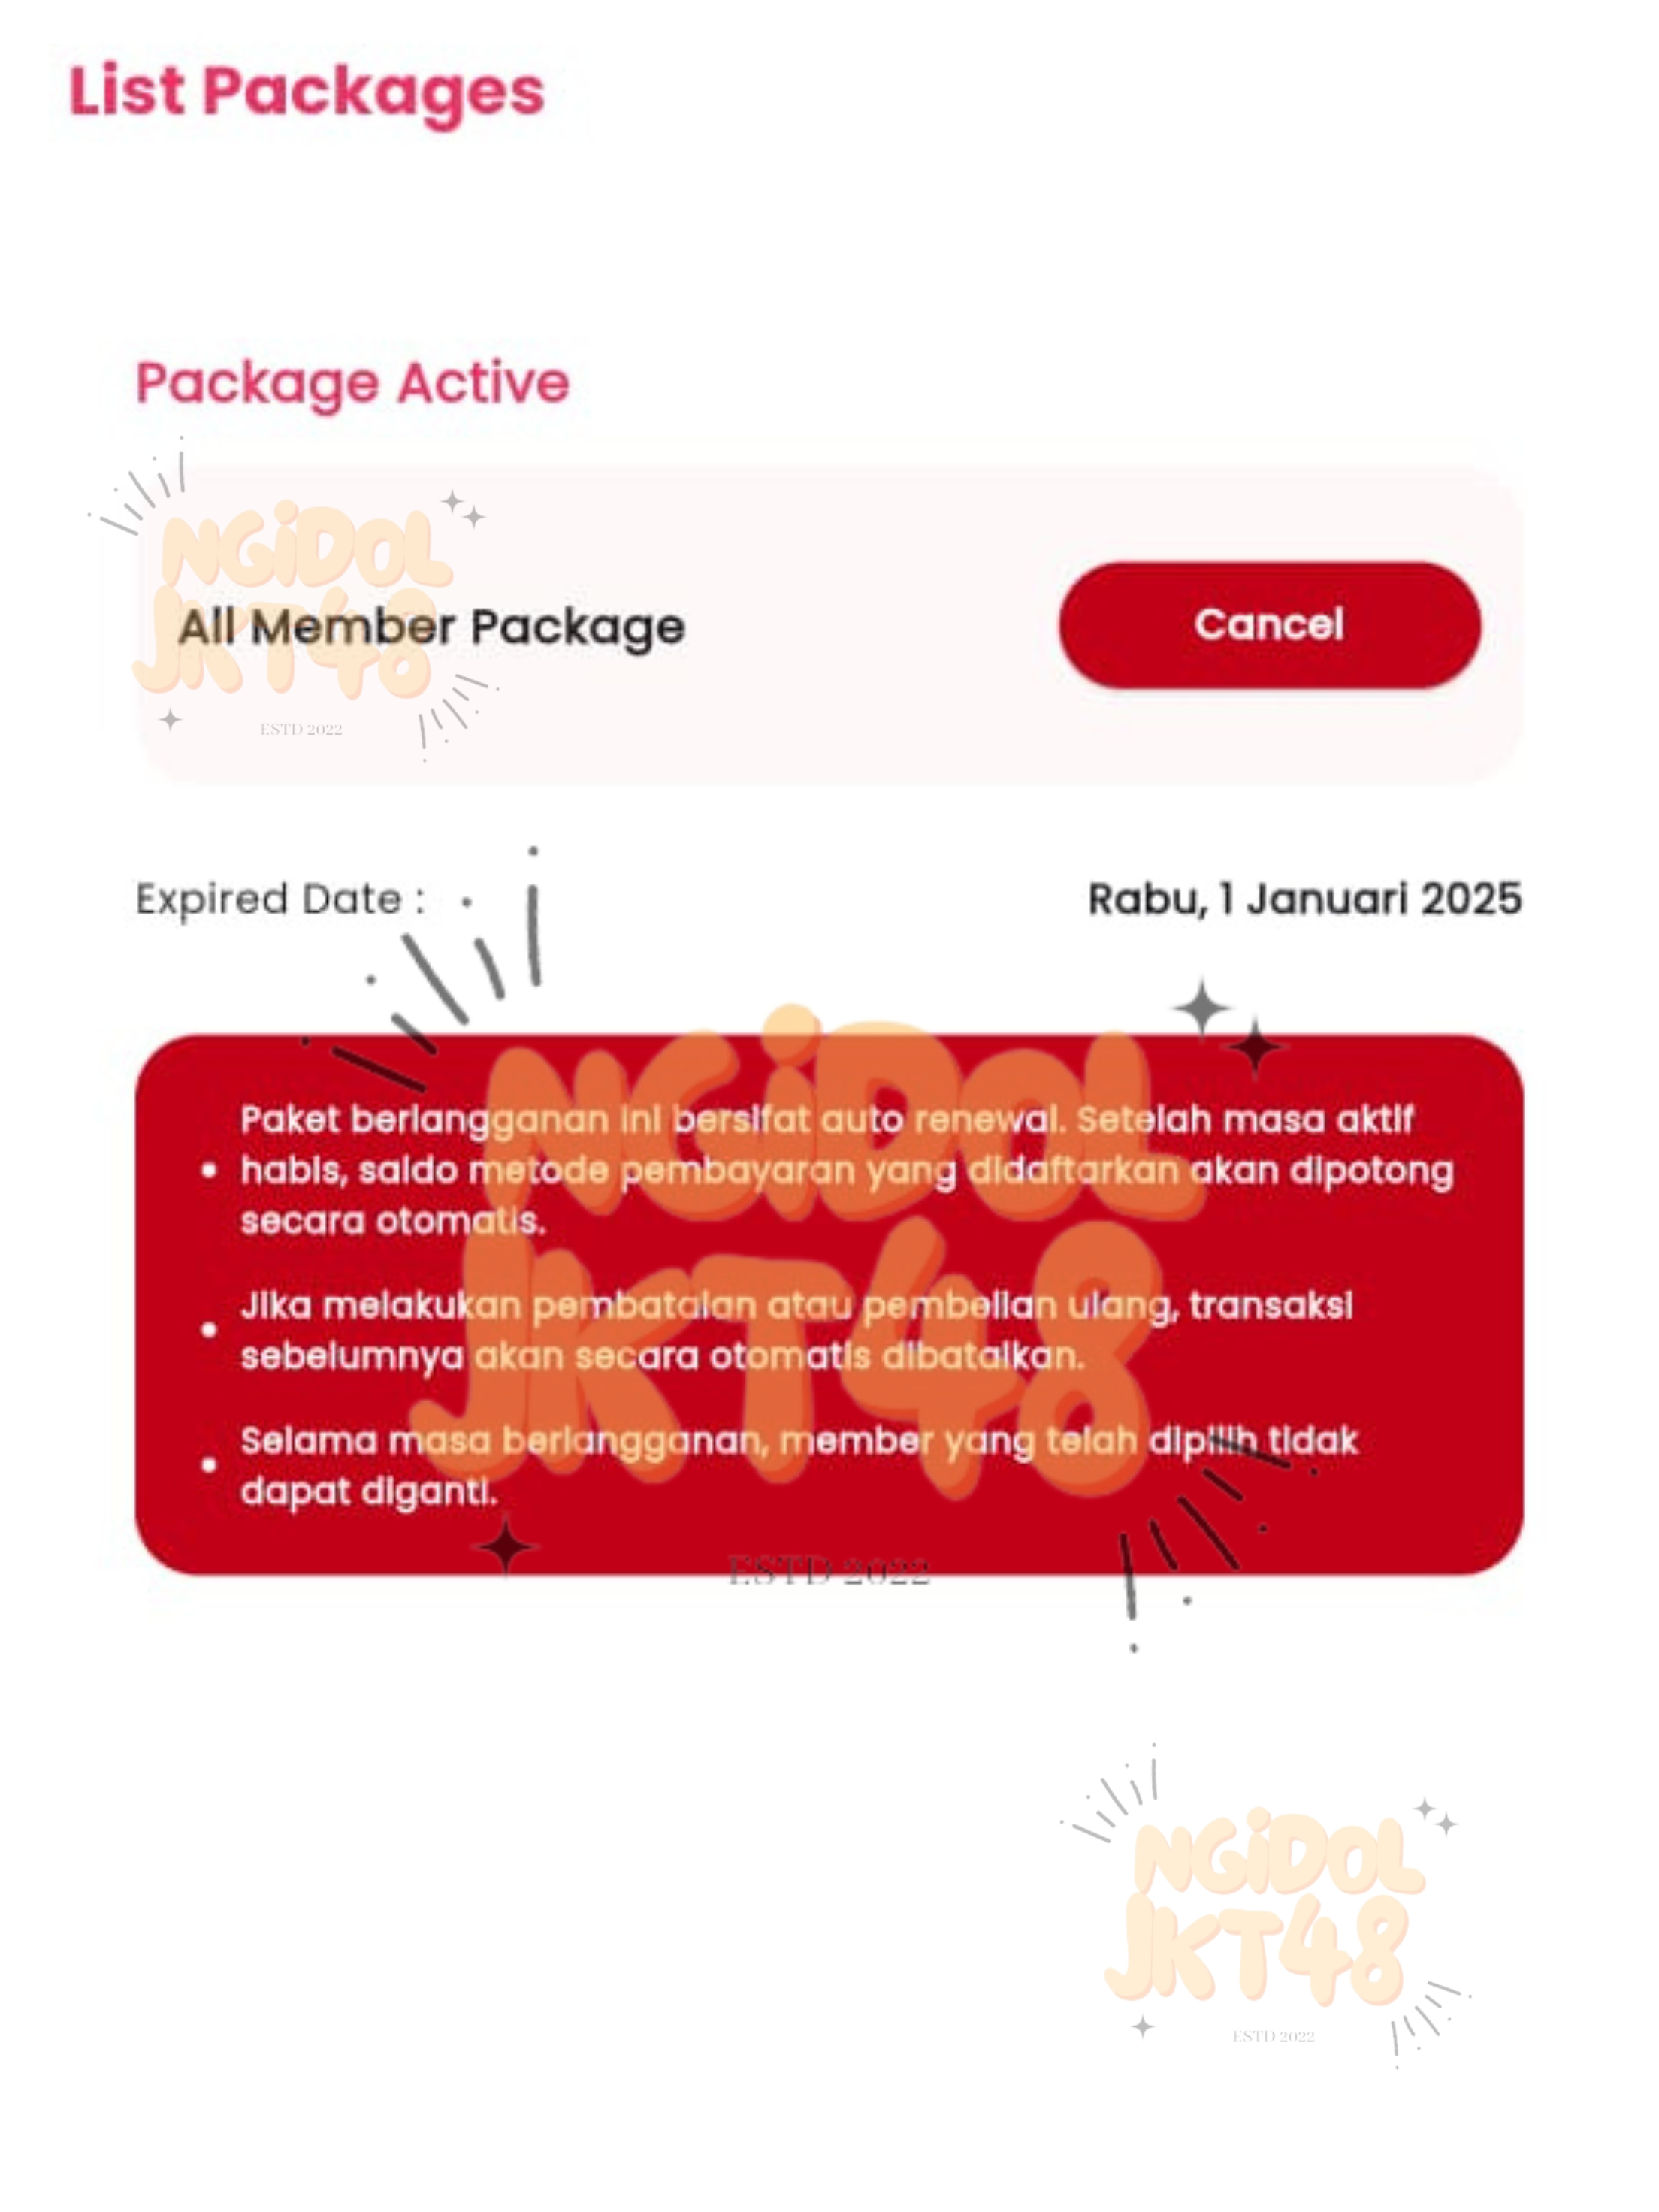 List Packages
Package Active
NGiDOL
JKT48
ESTD 2022
All Member Package
Cancel
Expired Date :
Rabu, 1 Januari 2025
NGiDOL
JKT48
ESTD 2022
Paket berlangganan ini bersifat auto renewal. Setelah masa aktif
habis, saldo metode pembayaran yang didaftarkan akan dipotong
secara otomatis.
Jika melakukan pembatalan atau pembelian ulang, transaksi
sebelumnya akan secara otomatis dibatalkan.
Selama masa berlangganan, member yang telah dipilih tidak
dapat diganti.
NGiDOL
JKT48
ESTD 2022